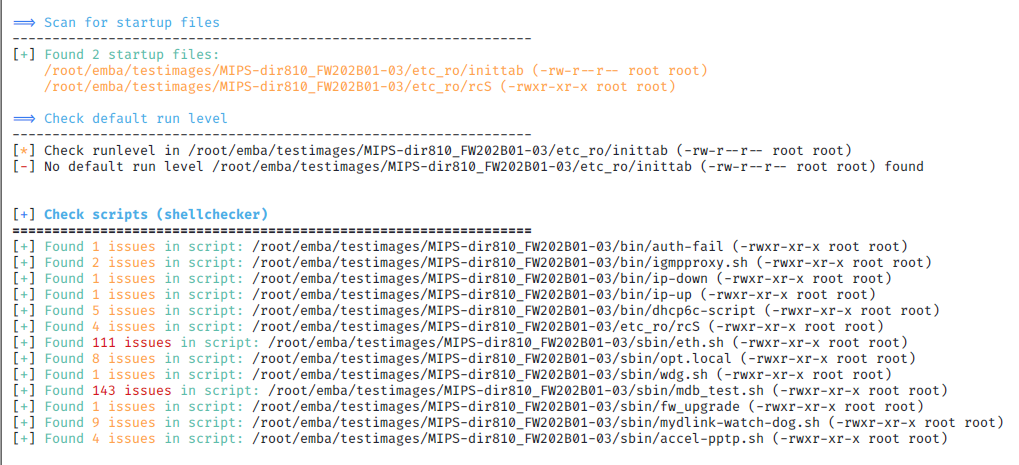 ==> Scan for startup files
-----------------------------------------------------------------
[+] Found 2 startup files:
/root/emba/testimages/MIPS-dir810_FW202B01-03/etc_ro/inittab (-rw-r--r-- root root)
/root/emba/testimages/MIPS-dir810_FW202B01-03/etc_ro/rcS (-rwxr-xr-x root root)
==> Check default run level
-----------------------------------------------------------------
[*] Check runlevel in /root/emba/testimages/MIPS-dir810_FW202B01-03/etc_ro/inittab (-rw-r--r-- root root)
[-] No default run level /root/emba/testimages/MIPS-dir810_FW202B01-03/etc_ro/inittab (-rw-r--r-- root root) found
[+] Check scripts (shellchecker)
=================================================================
[+] Found 1 issues in script: /root/emba/testimages/MIPS-dir810_FW202B01-03/bin/auth-fail (-rwxr-xr-x root root)
[+] Found 2 issues in script: /root/emba/testimages/MIPS-dir810_FW202B01-03/bin/igmpproxy.sh (-rwxr-xr-x root root)
[+] Found 1 issues in script: /root/emba/testimages/MIPS-dir810_FW202B01-03/bin/ip-down (-rwxr-xr-x root root)
[+] Found 1 issues in script: /root/emba/testimages/MIPS-dir810_FW202B01-03/bin/ip-up (-rwxr-xr-x root root)
[+] Found 5 issues in script: /root/emba/testimages/MIPS-dir810_FW202B01-03/bin/dhcp6c-script (-rwxr-xr-x root root)
[+] Found 4 issues in script: /root/emba/testimages/MIPS-dir810_FW202B01-03/etc_ro/rcS (-rwxr-xr-x root root)
[+] Found 111 issues in script: /root/emba/testimages/MIPS-dir810_FW202B01-03/sbin/eth.sh (-rwxr-xr-x root root)
[+] Found 8 issues in script: /root/emba/testimages/MIPS-dir810_FW202B01-03/sbin/opt.local (-rwxr-xr-x root root)
[+] Found 1 issues in script: /root/emba/testimages/MIPS-dir810_FW202B01-03/sbin/wdg.sh (-rwxr-xr-x root root)
[+] Found 143 issues in script: /root/emba/testimages/MIPS-dir810_FW202B01-03/sbin/mdb_test.sh (-rwxr-xr-x root root)
[+] Found 1 issues in script: /root/emba/testimages/MIPS-dir810_FW202B01-03/sbin/fw_upgrade (-rwxr-xr-x root root)
[+] Found 9 issues in script: /root/emba/testimages/MIPS-dir810_FW202B01-03/sbin/mydlink-watch-dog.sh (-rwxr-xr-x root root)
[+] Found 4 issues in script: /root/emba/testimages/MIPS-dir810_FW202B01-03/sbin/accel-pptp.sh (-rwxr-xr-x root root)